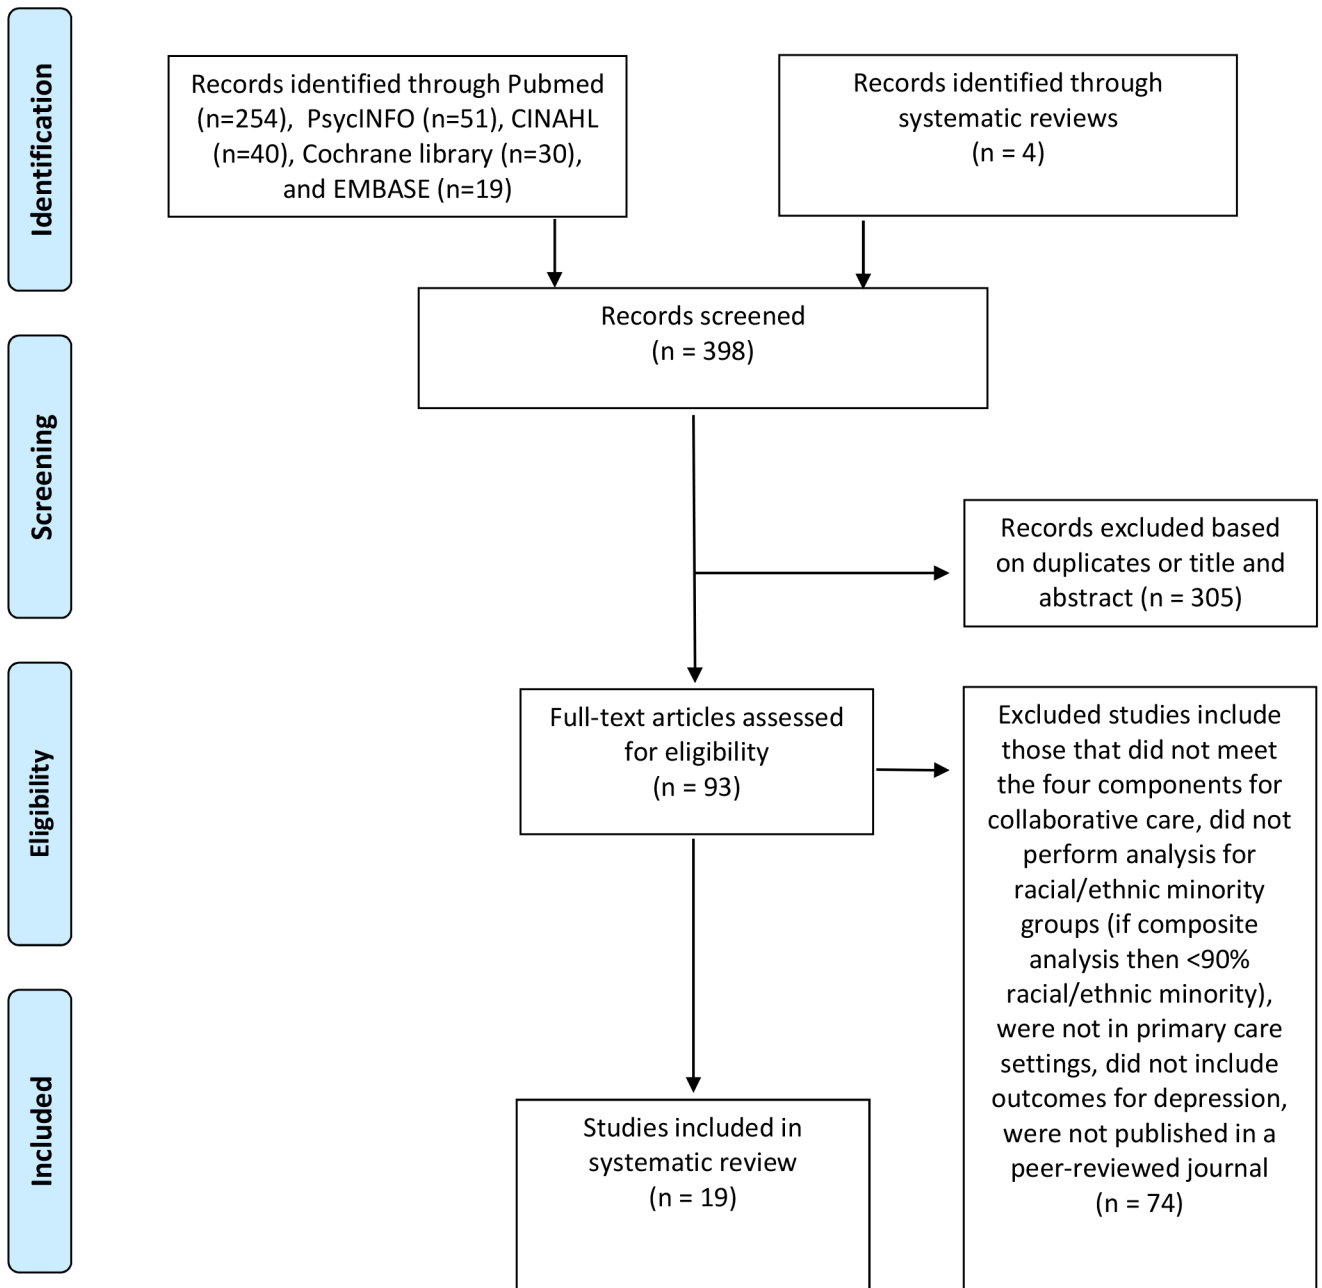 Identification
Records identified through Pubmed
(n=254),  PsycINFO (n=51), CINAHL
(n=40), Cochrane library (n=30),
and EMBASE (n=19)
Records identified through
systematic reviews
(n = 4)
Records screened
(n = 398)
Screening
Records excluded based
on duplicates or title and
abstract (n = 305)
Eligibility
Full-text articles assessed
for eligibility
(n = 93)
Excluded studies include
those that did not meet
the four components for
collaborative care, did not
perform analysis for
racial/ethnic minority
groups (if composite
analysis then <90%
racial/ethnic minority),
were not in primary care
settings, did not include
outcomes for depression,
were not published in a
peer-reviewed journal
(n = 74)
Included
Studies included in
systematic review
(n = 19)